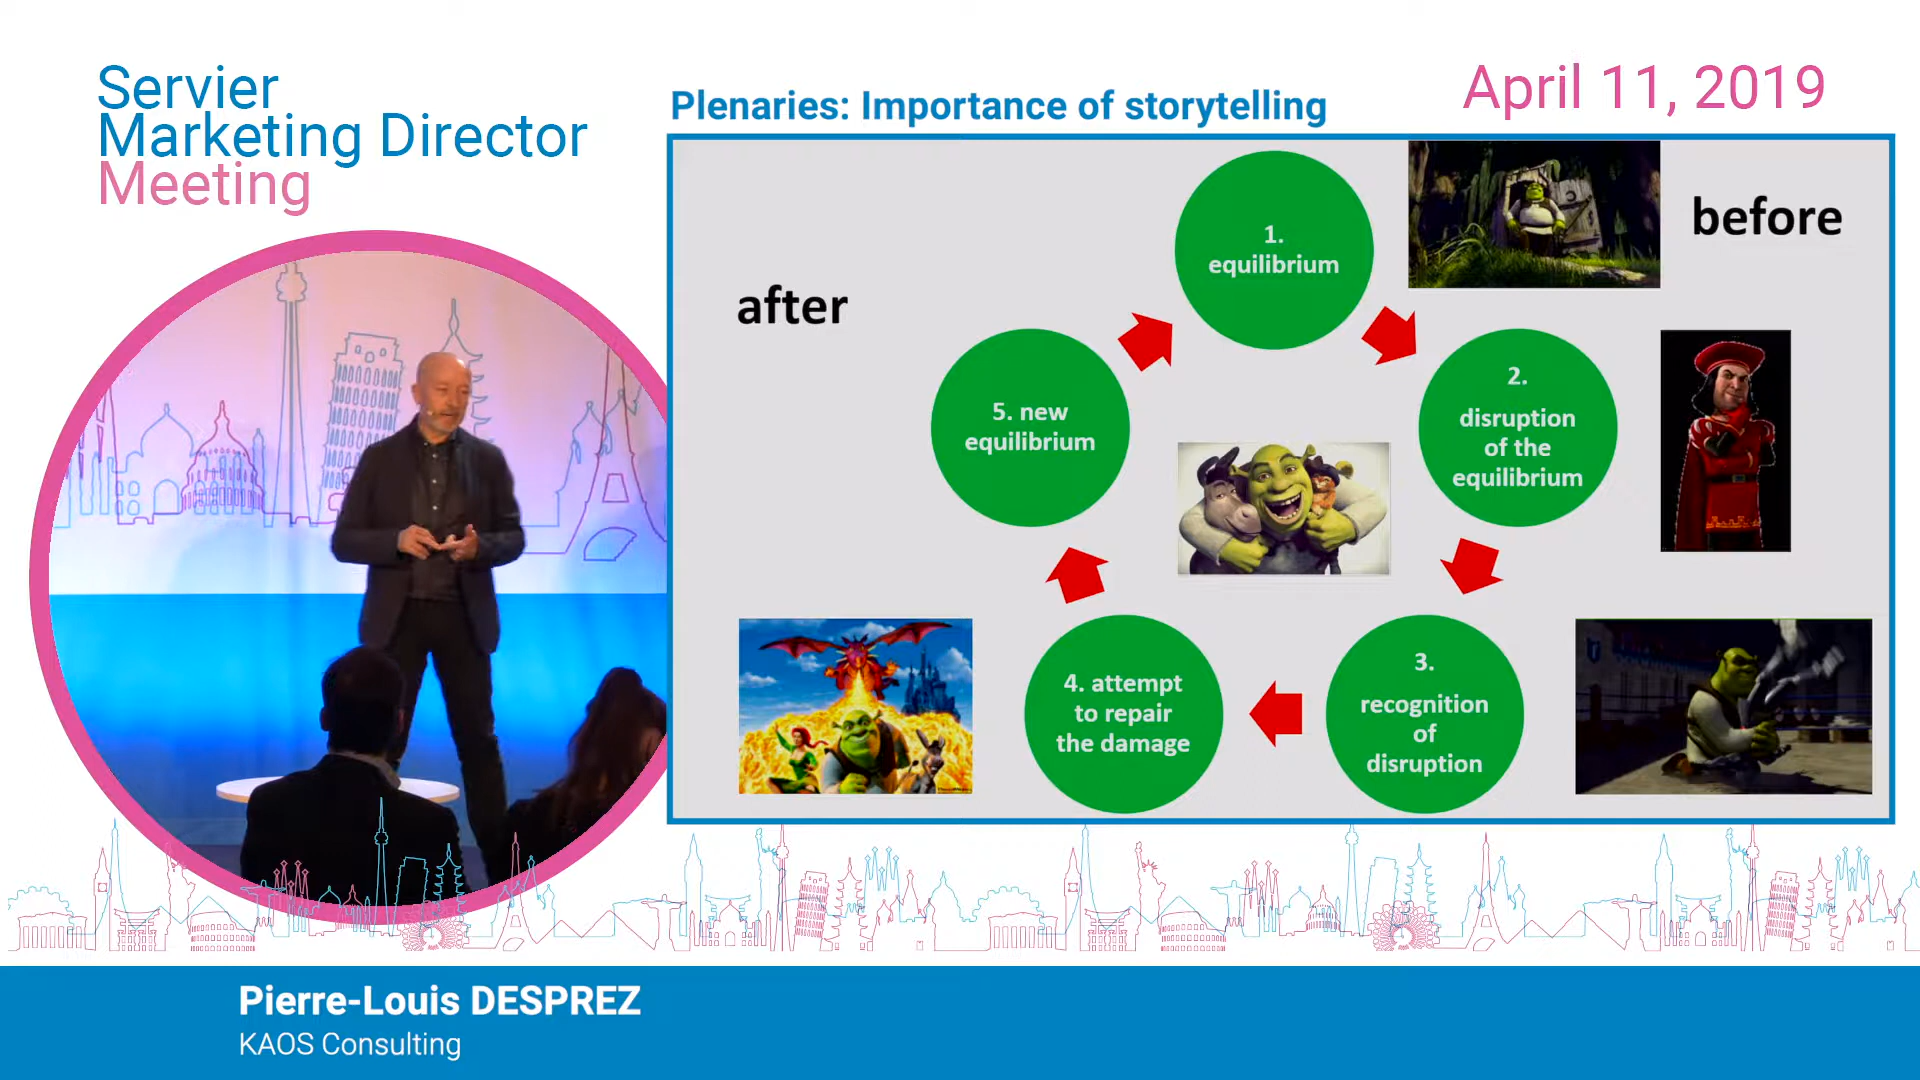 Servier
Marketing Director
Meeting
Plenaries: Importance of storytelling
April 11, 2019
before
after
1.
equilibrium
2.
disruption
of the
equilibrium
3.
recognition
of
disruption
4. attempt
to repair
the damage
5. new
equilibrium
Pierre-Louis DESPREZ
KAOS Consulting